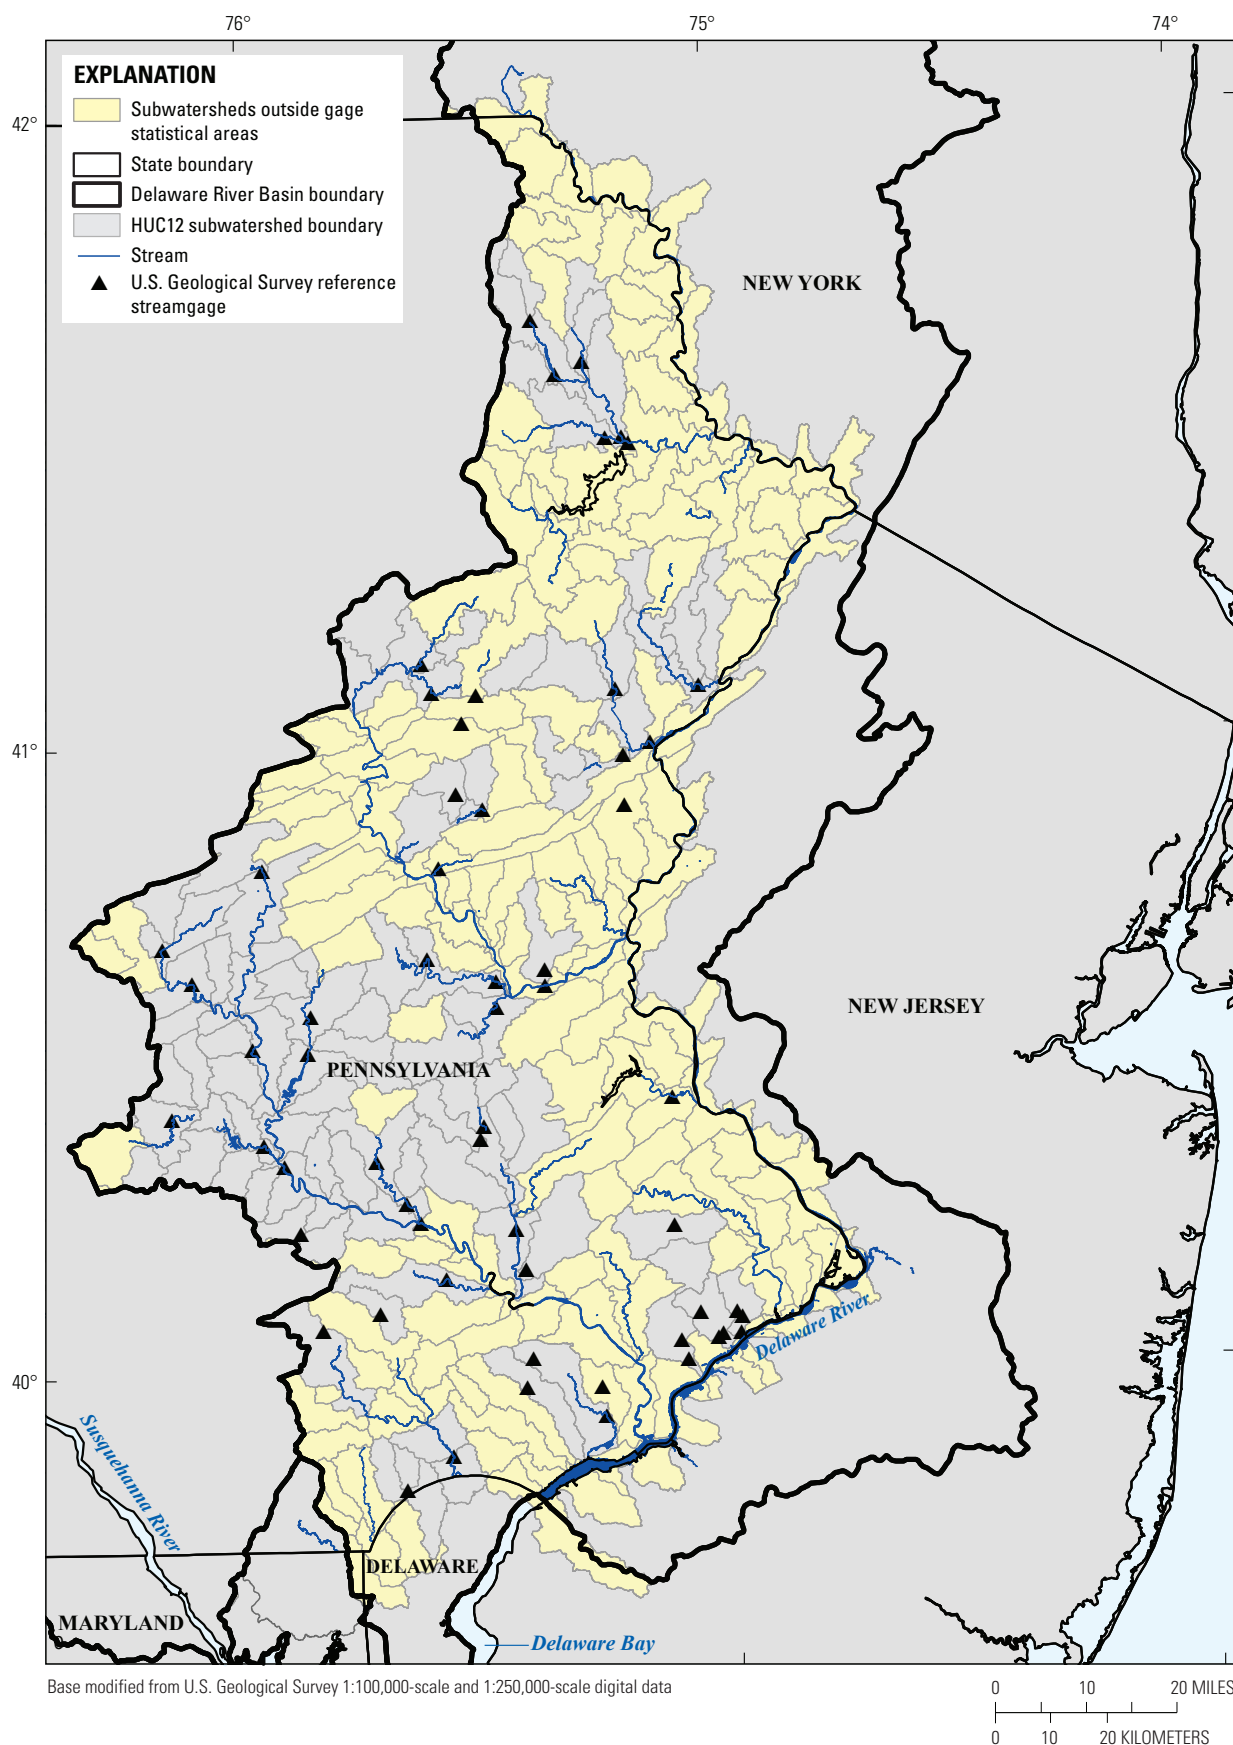 76°
75°
74°
EXPLANATION
Subwatersheds outside gage
statistical areas
State boundary
Delaware River Basin boundary
HUC12 subwatershed boundary
Stream
U.S. Geological Survey reference
streamgage
42°
NEW YORK
41°
NEW JERSEY
PENNSYLVANIA
Delaware River
40°
Susquehanna River
DELAWARE
MARYLAND
Delaware Bay
Base modified from U.S. Geological Survey 1:100,000-scale and 1:250,000-scale digital data
0 10 20 MILES
0 10 20 KILOMETERS